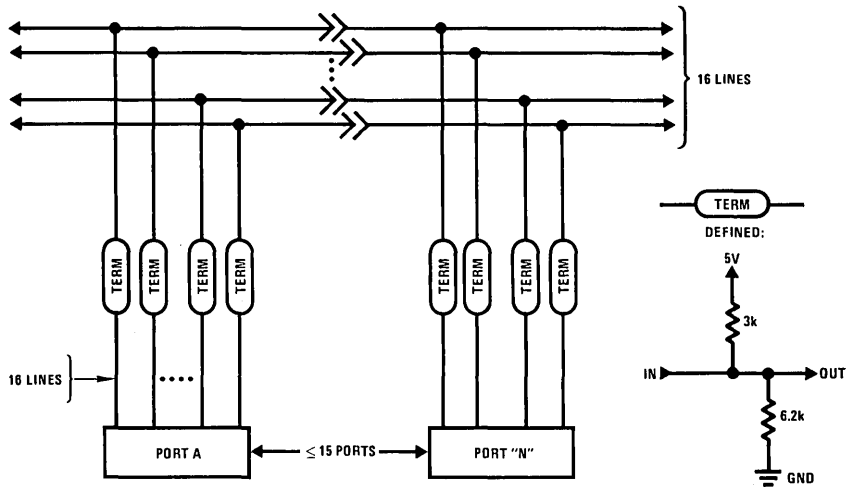 16 LINES
TERM
DEFINED:
5V
3k
IN
OUT
6.2k
GND
TERM
TERM
TERM
TERM
TERM
TERM
TERM
TERM
16 LINES
PORT A
≤ 15 PORTS
PORT "N"